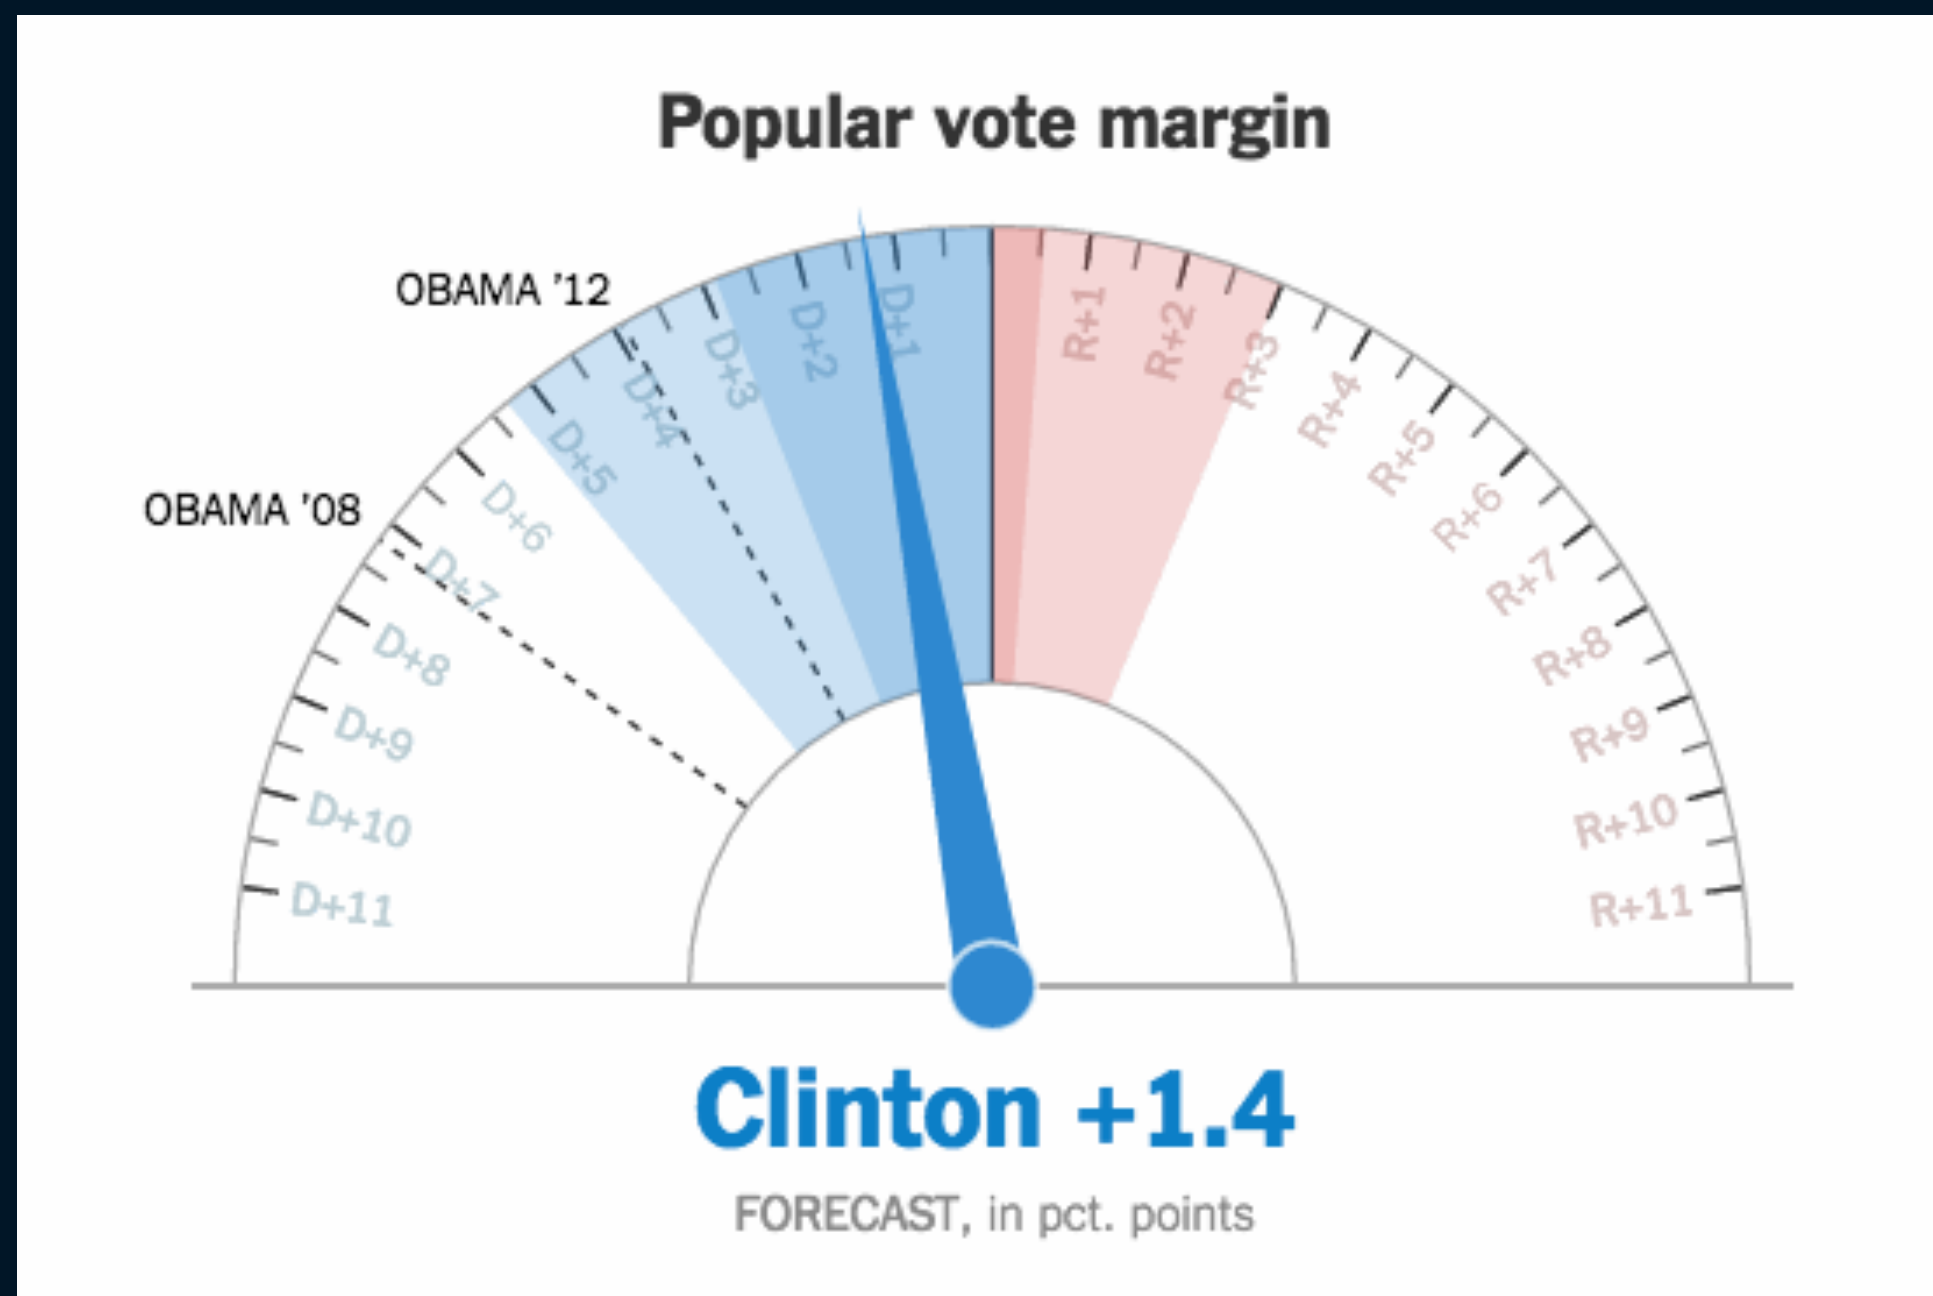 Popular vote margin
OBAMA '12
OBAMA '08
D+11
D+10
D+9
D+8
D+7
D+6
D+5
D+4
D+3
D+2
D+1
R+1
R+2
R+3
R+4
R+5
R+6
R+7
R+8
R+9
R+10
R+11
Clinton +1.4
FORECAST, in pct. points